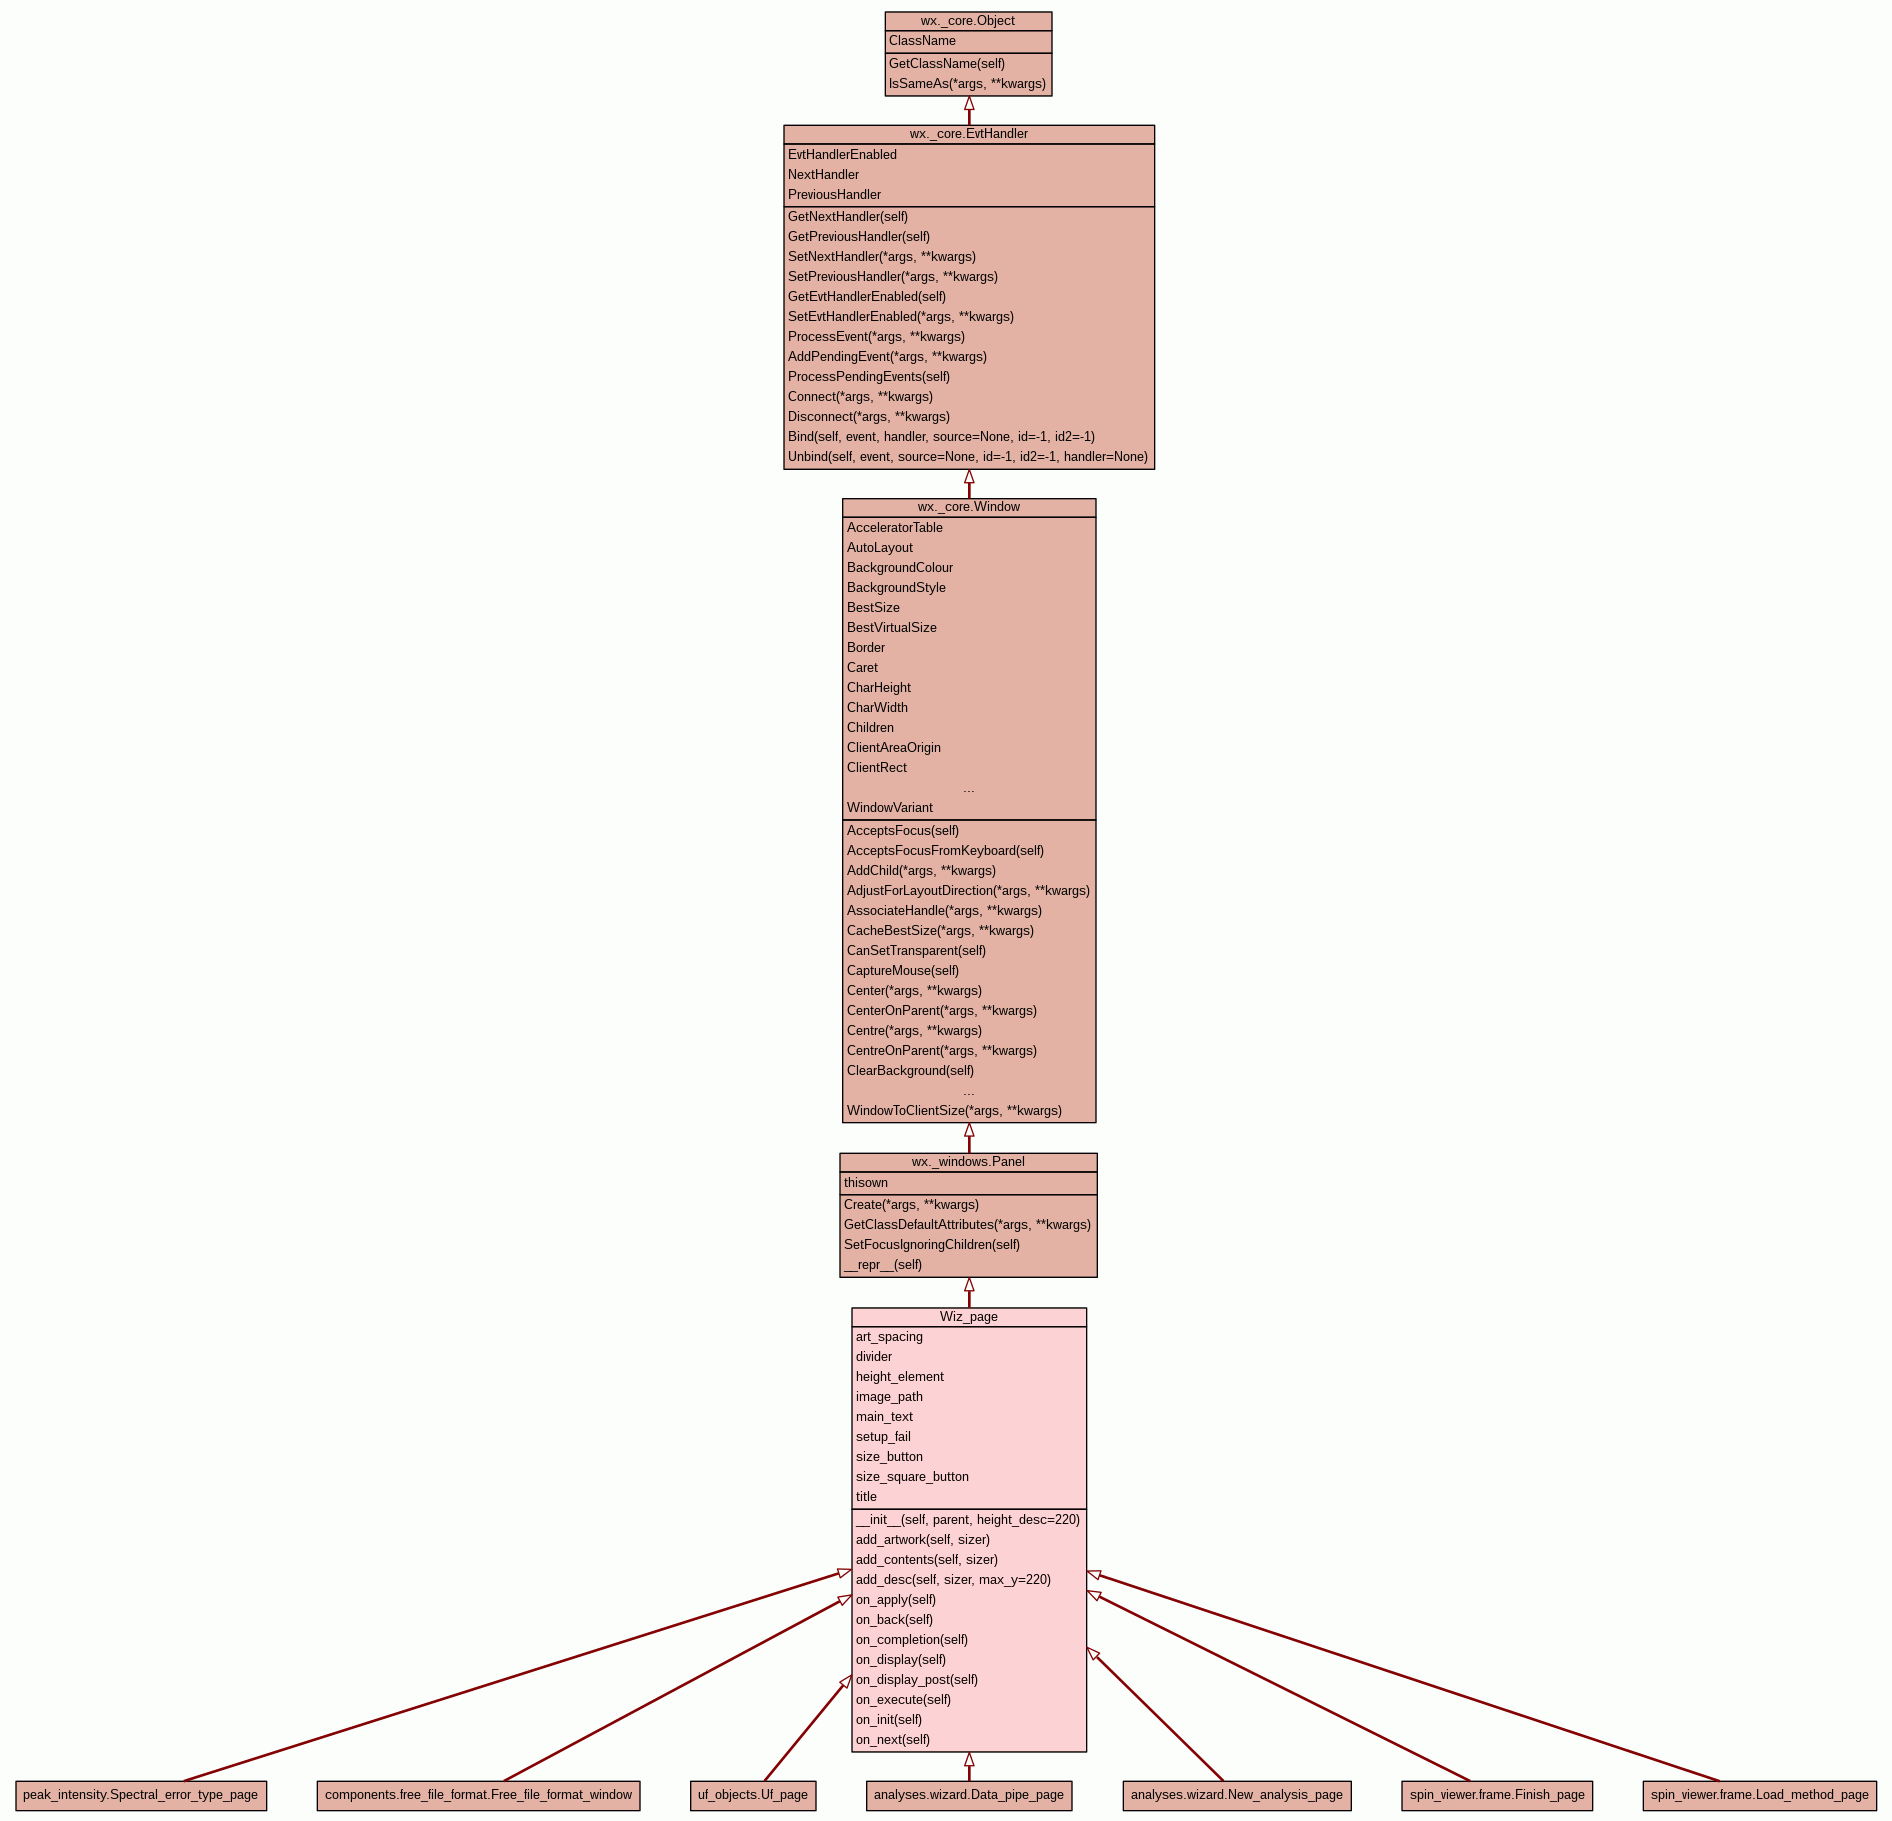 wx._core.Object
ClassName
GetClassName(self)
IsSameAs(*args, **kwargs)
wx._core.EvtHandler
EvtHandlerEnabled
NextHandler
PreviousHandler
GetNextHandler(self)
GetPreviousHandler(self)
SetNextHandler(*args, **kwargs)
SetPreviousHandler(*args, **kwargs)
GetEvtHandlerEnabled(self)
SetEvtHandlerEnabled(*args, **kwargs)
ProcessEvent(*args, **kwargs)
AddPendingEvent(*args, **kwargs)
ProcessPendingEvents(self)
Connect(*args, **kwargs)
Disconnect(*args, **kwargs)
Bind(self, event, handler, source=None, id=-1, id2=-1)
Unbind(self, event, source=None, id=-1, id2=-1, handler=None)
wx._core.Window
AcceleratorTable
AutoLayout
BackgroundColour
BackgroundStyle
BestSize
BestVirtualSize
Border
Caret
CharHeight
CharWidth
Children
ClientAreaOrigin
ClientRect
...
WindowVariant
AcceptsFocus(self)
AcceptsFocusFromKeyboard(self)
AddChild(*args, **kwargs)
AdjustForLayoutDirection(*args, **kwargs)
AssociateHandle(*args, **kwargs)
CacheBestSize(*args, **kwargs)
CanSetTransparent(self)
CaptureMouse(self)
Center(*args, **kwargs)
CenterOnParent(*args, **kwargs)
Centre(*args, **kwargs)
CentreOnParent(*args, **kwargs)
ClearBackground(self)
...
WindowToClientSize(*args, **kwargs)
wx._windows.Panel
thisown
Create(*args, **kwargs)
GetClassDefaultAttributes(*args, **kwargs)
SetFocusIgnoringChildren(self)
__repr__(self)
Wiz_page
art_spacing
divider
height_element
image_path
main_text
setup_fail
size_button
size_square_button
title
__init__(self, parent, height_desc=220)
add_artwork(self, sizer)
add_contents(self, sizer)
add_desc(self, sizer, max_y=220)
on_apply(self)
on_back(self)
on_completion(self)
on_display(self)
on_display_post(self)
on_execute(self)
on_init(self)
on_next(self)
peak_intensity.Spectral_error_type_page
components.free_file_format.Free_file_format_window
uf_objects.Uf_page
analyses.wizard.Data_pipe_page
analyses.wizard.New_analysis_page
spin_viewer.frame.Finish_page
spin_viewer.frame.Load_method_page